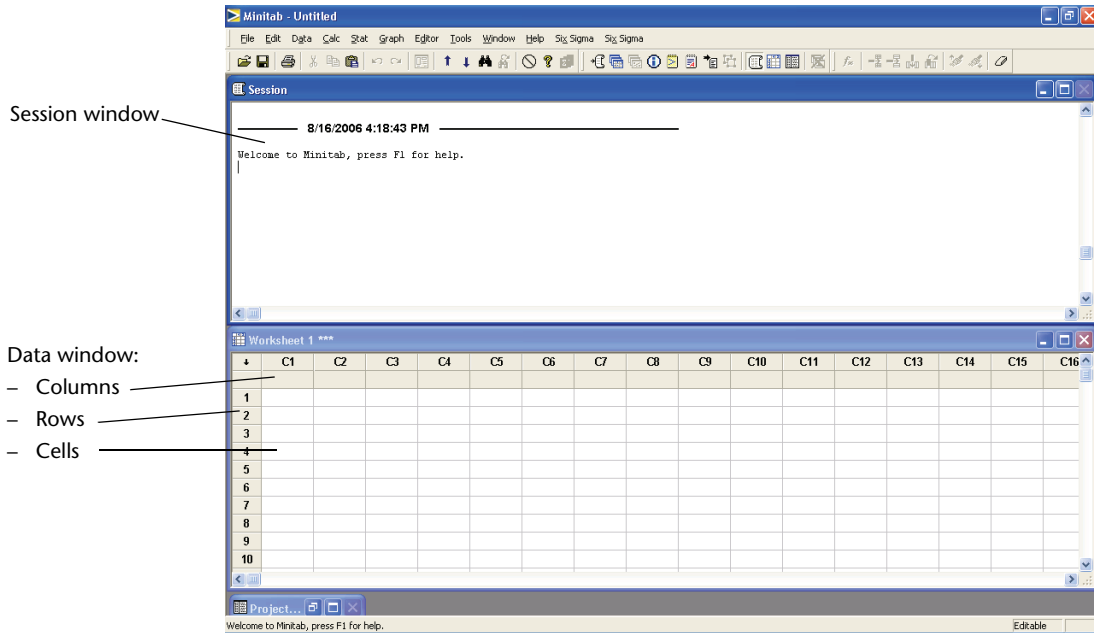 Minitab - Untitled
File Edit Data Calc Stat Graph Editor Tools Window Help Six Sigma Six Sigma
Session
Session window
8/16/2006 4:18:43 PM
Welcome to Minitab, press F1 for help.
Worksheet 1 ***
Data window:
– Columns
– Rows
– Cells
↓ C1 C2 C3 C4 C5 C6 C7 C8 C9 C10 C11 C12 C13 C14 C15 C16
1
2
3
4
5
6
7
8
9
10
Project...
Welcome to Minitab, press F1 for help. Editable